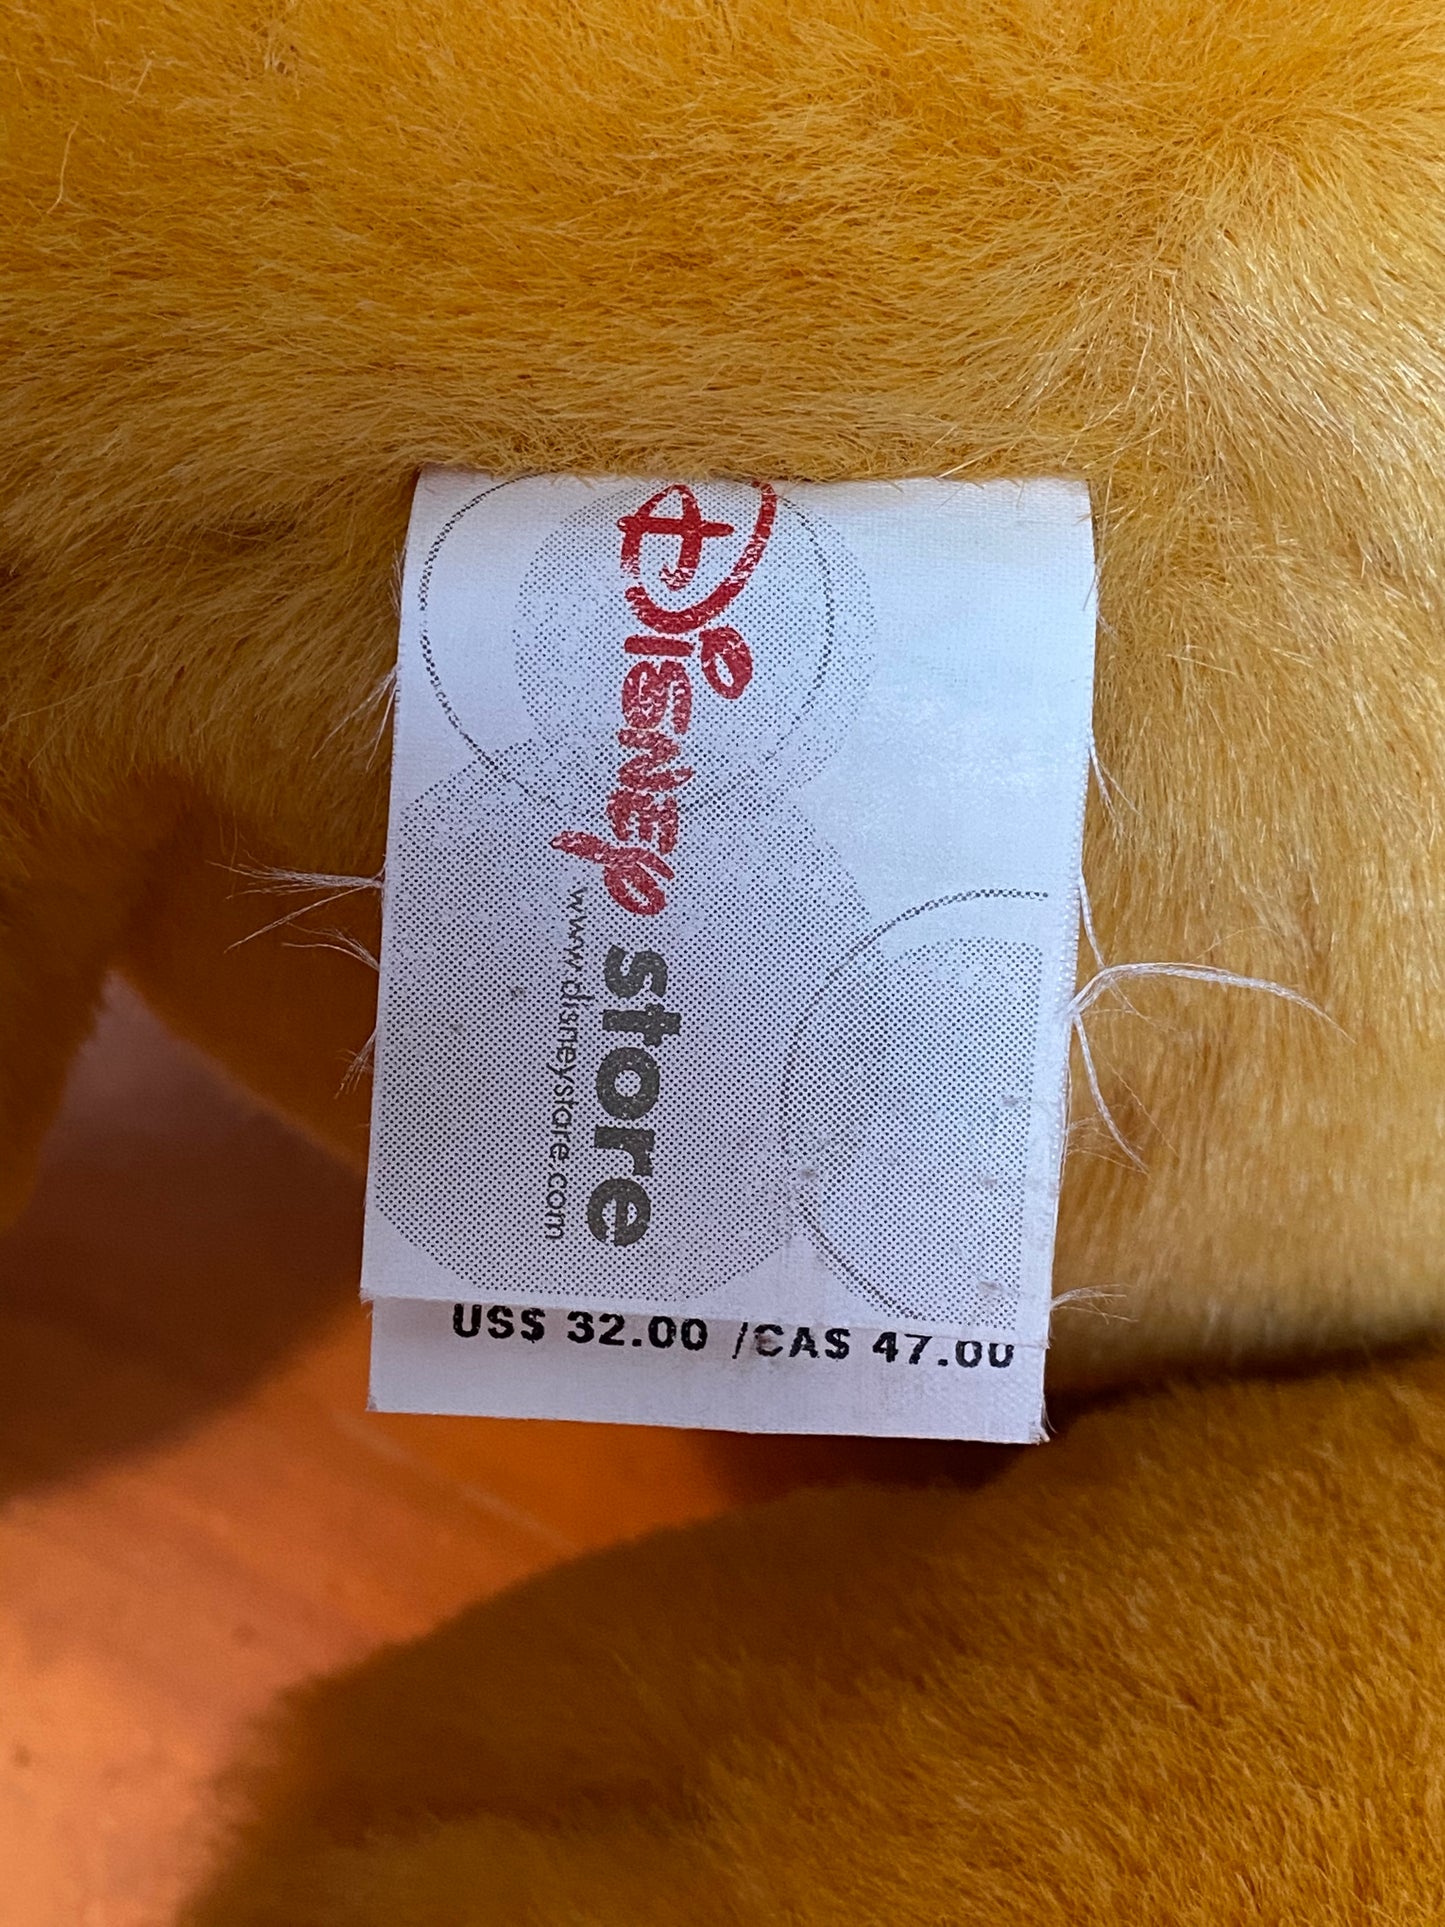 Disney store
www.disneystore.com
US$ 32.00 /CA$ 47.00